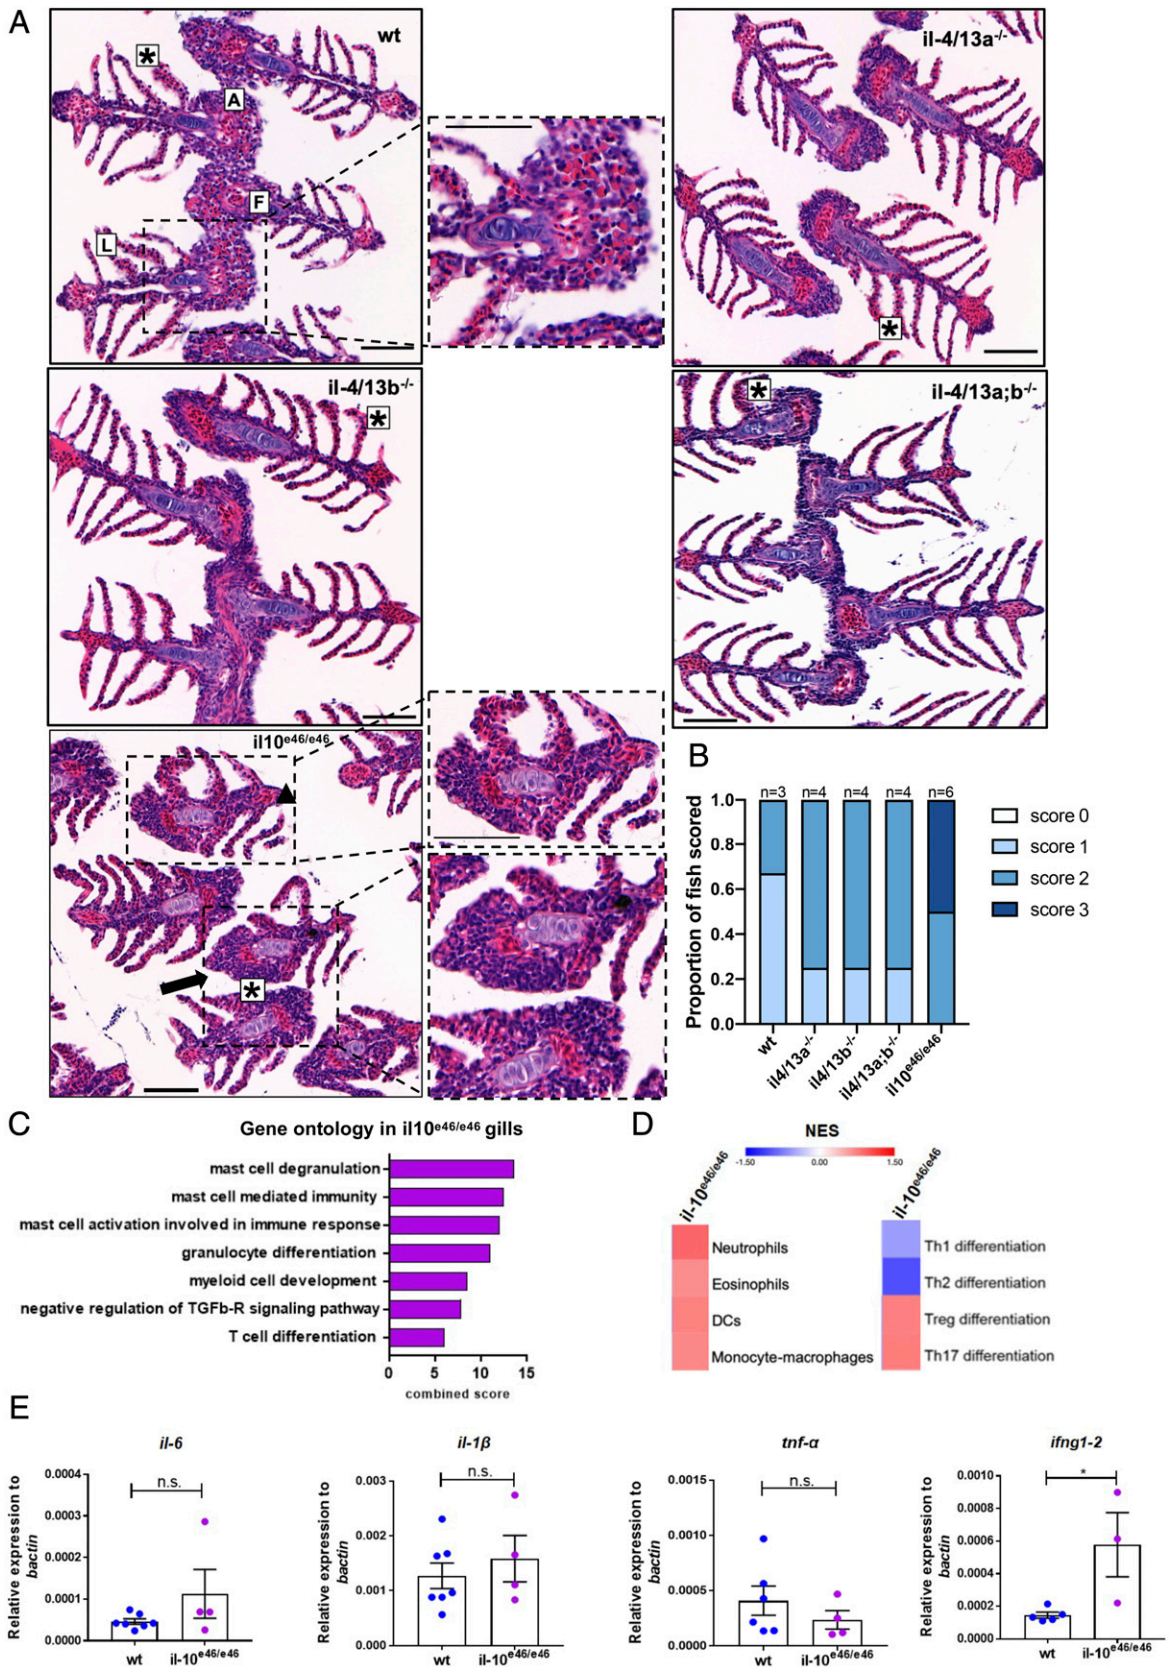 A
wt
*
A
F
L
il-4/13a-/-
*
il-4/13b-/-
*
il-4/13a;b-/-
*
il10e46/e46
*
B
n=3 n=4 n=4 n=4 n=6
Proportion of fish scored
1.0
0.8
0.6
0.4
0.2
0.0
wt
il4/13a-/-
il4/13b-/-
il4/13a;b-/-
il10e46/e46
score 0
score 1
score 2
score 3
C
Gene ontology in il10e46/e46 gills
mast cell degranulation
mast cell mediated immunity
mast cell activation involved in immune response
granulocyte differentiation
myeloid cell development
negative regulation of TGFb-R signaling pathway
T cell differentiation
0 5 10 15
combined score
D
NES
-1.50 0.00 1.50
il-10e46/e46
Neutrophils
Eosinophils
DCs
Monocyte-macrophages
il-10e46/e46
Th1 differentiation
Th2 differentiation
Treg differentiation
Th17 differentiation
E
il-6
Relative expression to
bactin
0.0004
0.0003
0.0002
0.0001
0.0000
n.s.
wt il-10e46/e46
il-1β
Relative expression to
bactin
0.003
0.002
0.001
0.000
n.s.
wt il-10e46/e46
tnf-α
Relative expression to
bactin
0.0015
0.0010
0.0005
0.0000
n.s.
wt il-10e46/e46
ifng1-2
Relative expression to
bactin
0.0010
0.0008
0.0006
0.0004
0.0002
0.0000
*
wt il-10e46/e46